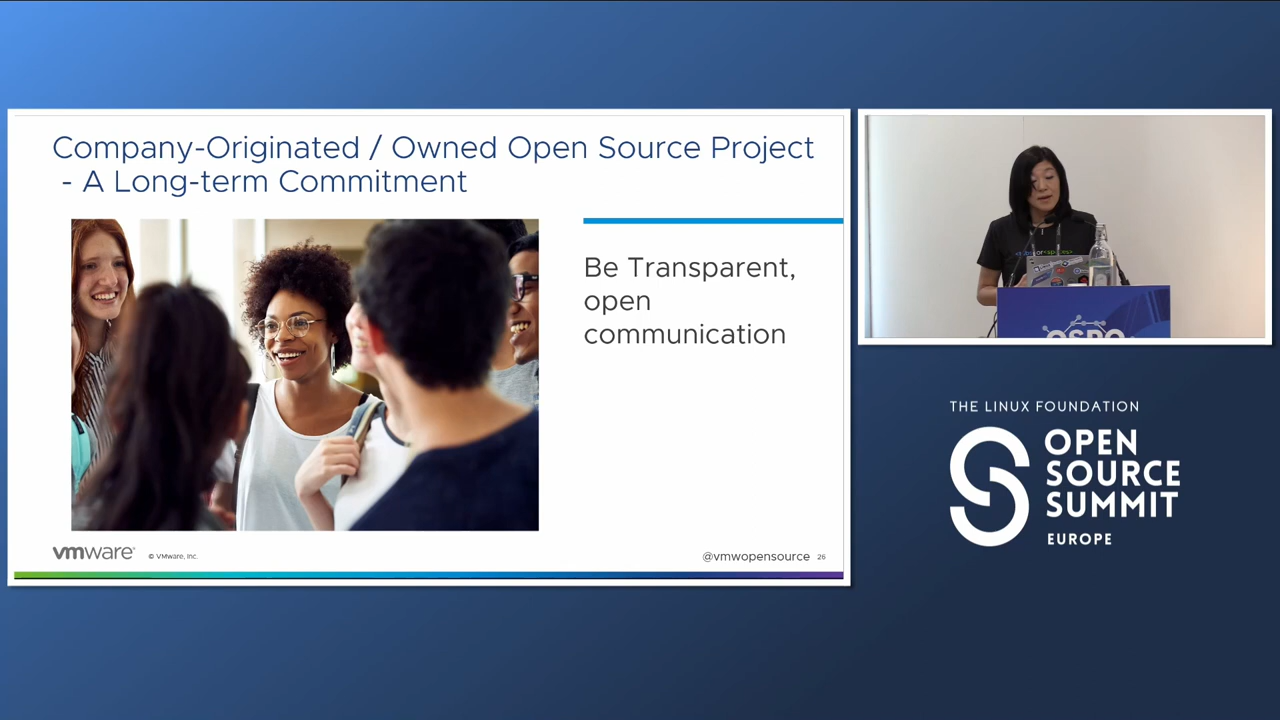 Company-Originated / Owned Open Source Project
- A Long-term Commitment
Be Transparent,
open
communication
vmware®
© VMware, Inc.
@vmwopensource 26
OSPO
THE LINUX FOUNDATION
OPEN
SOURCE
SUMMIT
EUROPE